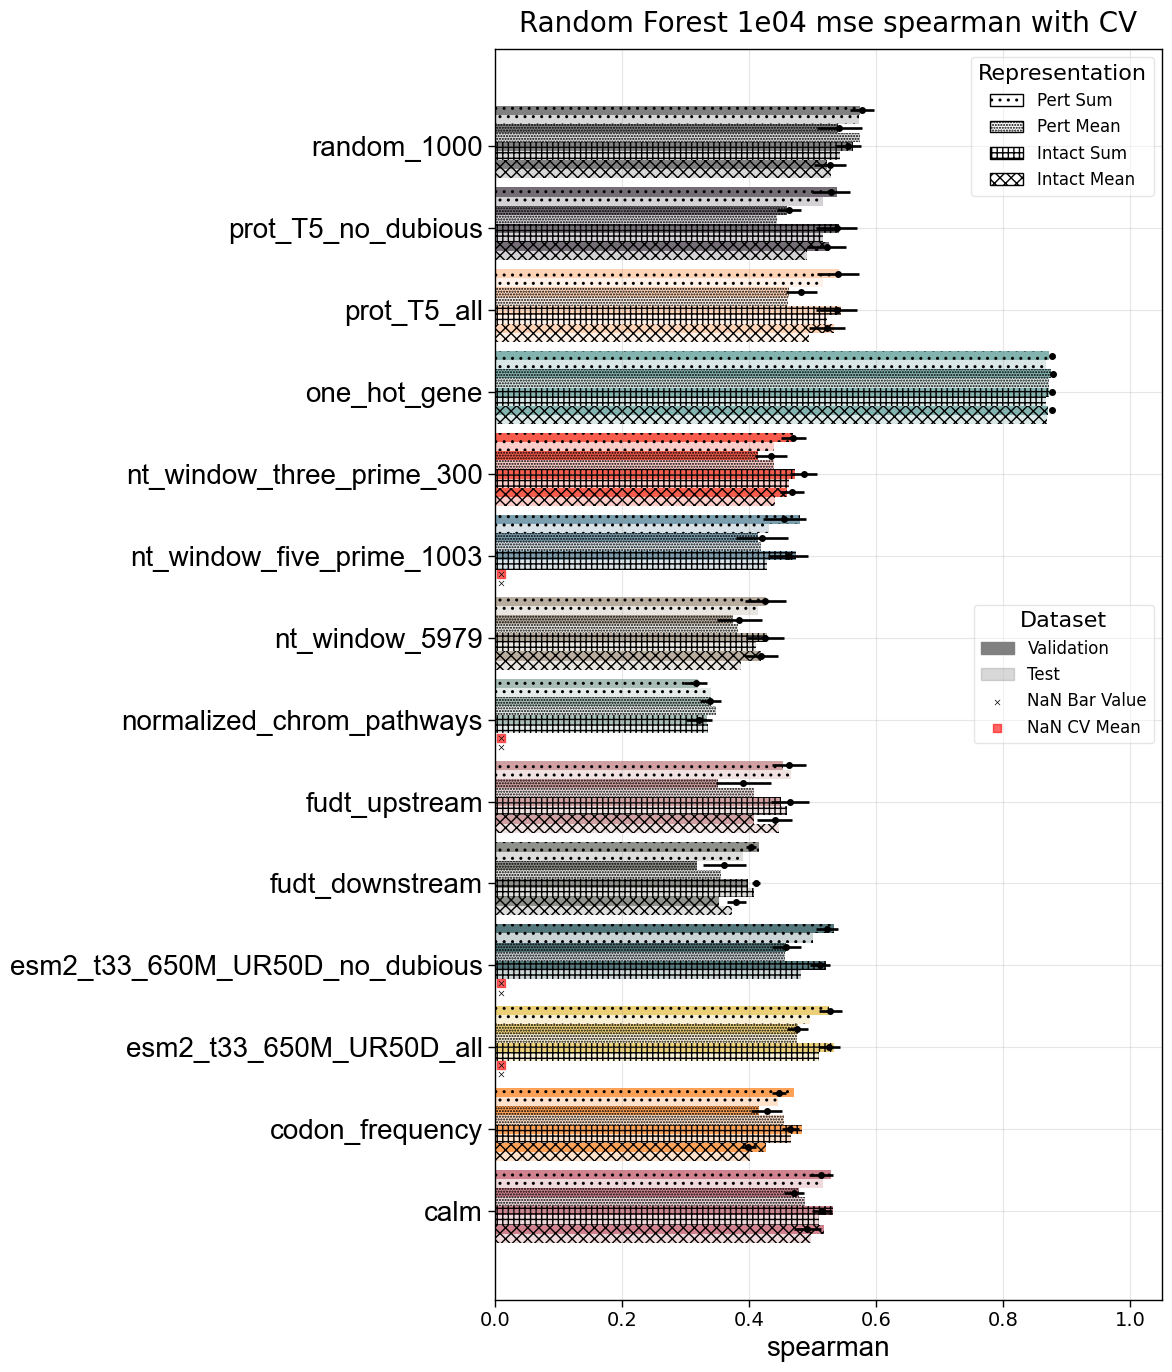 Random Forest 1e04 mse spearman with CV
Representation
Pert Sum
Pert Mean
Intact Sum
Intact Mean
random_1000
prot_T5_no_dubious
prot_T5_all
one_hot_gene
nt_window_three_prime_300
nt_window_five_prime_1003
nt_window_5979
normalized_chrom_pathways
fudt_upstream
fudt_downstream
esm2_t33_650M_UR50D_no_dubious
esm2_t33_650M_UR50D_all
codon_frequency
calm
Dataset
Validation
Test
NaN Bar Value
NaN CV Mean
0.0 0.2 0.4 0.6 0.8 1.0
spearman